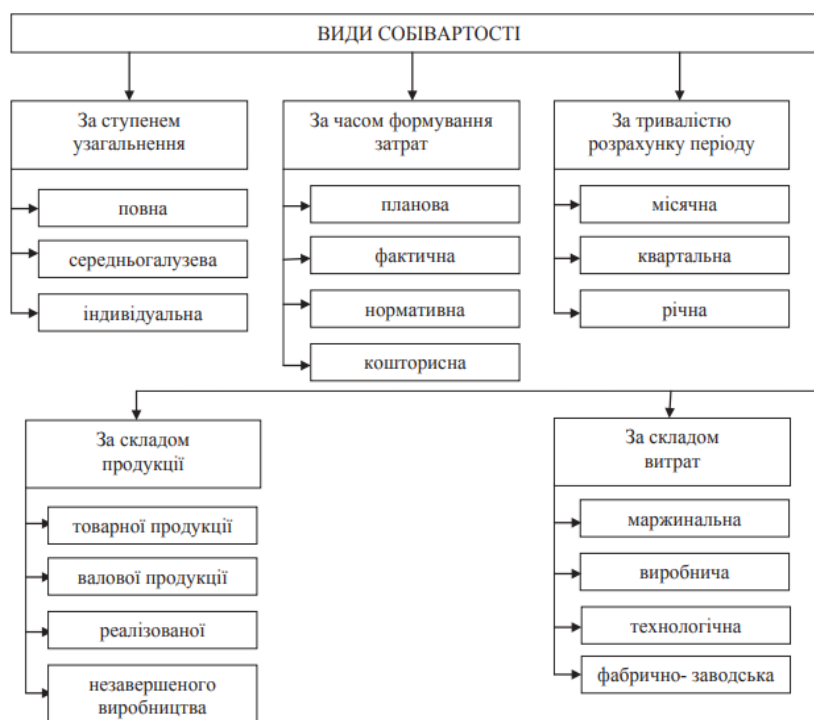 ВИДИ СОБІВАРТОСТІ
За ступенем
узагальнення
повна
середньогалузева
індивідуальна
За часом формування
затрат
планова
фактична
нормативна
кошторисна
За тривалістю
розрахунку періоду
місячна
квартальна
річна
За складом
продукції
товарної продукції
валової продукції
реалізованої
незавершеного
виробництва
За складом
витрат
маржинальна
виробнича
технологічна
фабрично- заводська